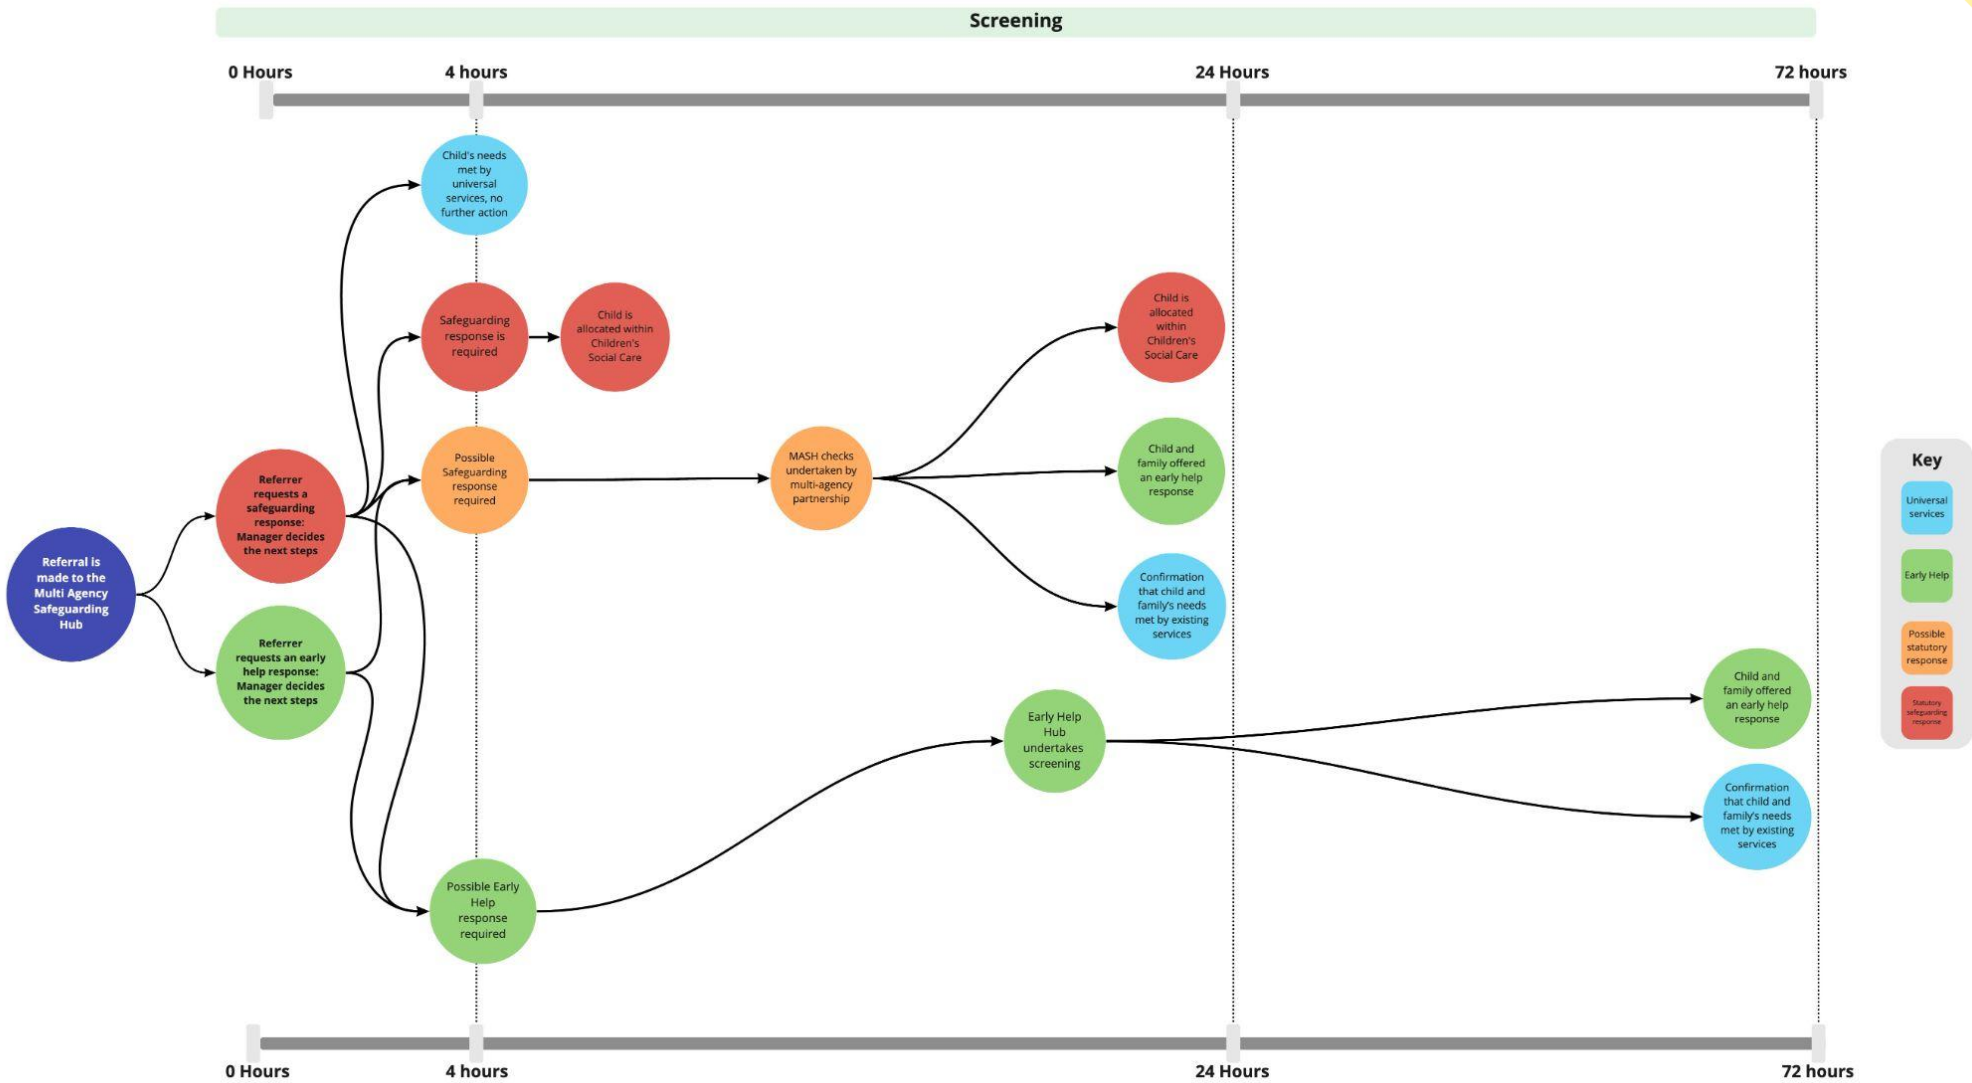 Screening
0 Hours
4 hours
24 Hours
72 hours
Child's needs
met by
universal
services, no
further action
Safeguarding
response is
required
Child is
allocated within
Children's
Social Care
Child is
allocated
within
Children's
Social Care
Possible
Safeguarding
response
required
MASH checks
undertaken by
multi-agency
partnership
Child and
family offered
an early help
response
Referrer
requests a
safeguarding
response:
Manager decides
the next steps
Referral is
made to the
Multi Agency
Safeguarding
Hub
Referrer
requests an early
help response:
Manager decides
the next steps
Confirmation
that child and
family's needs
met by existing
services
Early Help
Hub
undertakes
screening
Child and
family offered
an early help
response
Confirmation
that child and
family's needs
met by existing
services
Possible Early
Help
response
required
Key
Universal
services
Early Help
Possible
statutory
response
Statutory
safeguarding
response
0 Hours
4 hours
24 Hours
72 hours